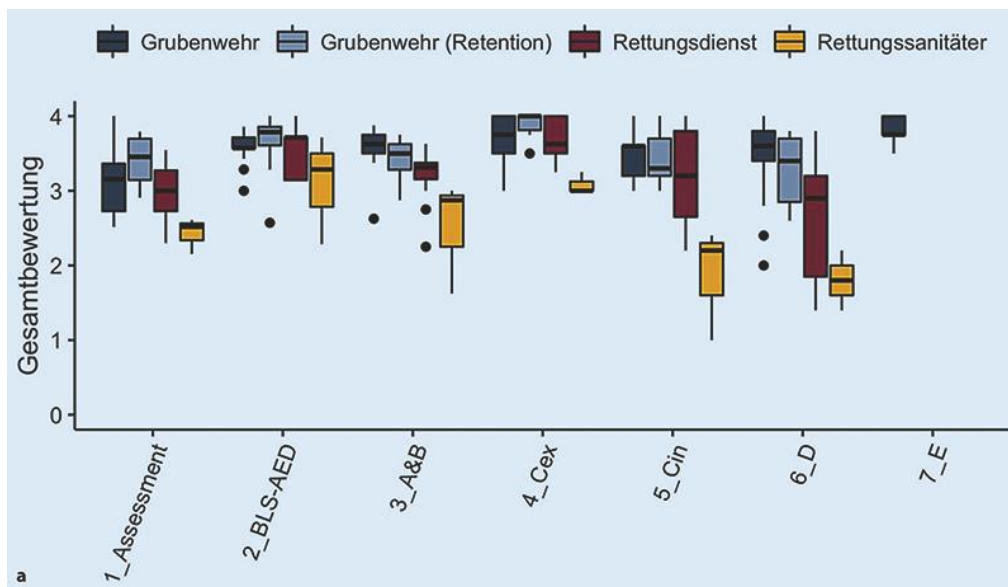 Grubenwehr Grubenwehr (Retention) Rettungsdienst Rettungssanitäter
Gesamtbewertung
4
3
2
1
0
1_Assessment
2_BLS-AED
3_A&B
4_Cex
5_Cin
6_D
7_E
a